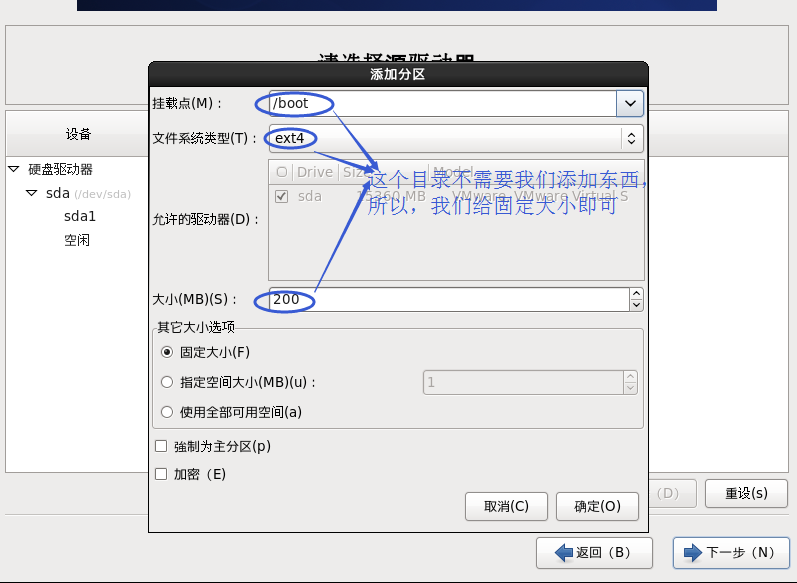 请选择源驱动器
添加分区
挂载点(M)：
/boot
文件系统类型(T)：
ext4
设备
硬盘驱动器
sda (/dev/sda)
sda1
空闲
允许的驱动器(D)：
Drive
Model
sda
15360 MB
VMware, VMware Virtual S
这个目录不需要我们添加东西，
所以，我们给固定大小即可
大小(MB)(S)：
200
其它大小选项
固定大小(F)
指定空间大小(MB)(u)：
1
使用全部可用空间(a)
強制为主分区(p)
加密（E)
取消(C)
确定(O)
（D）
重设(s)
返回（B）
下一步（N）